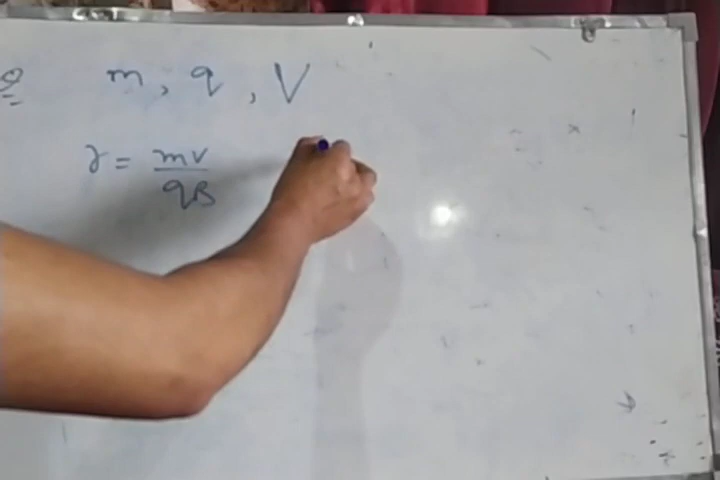 Q m, q, V
r = mv / qB